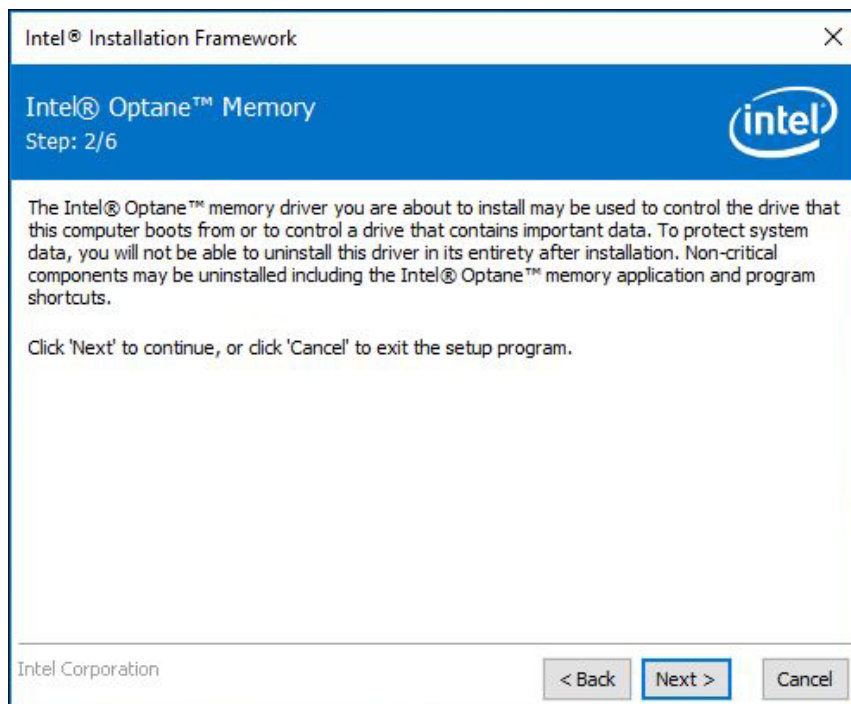 Intel® Installation Framework
Intel® Optane™ Memory
Step: 2/6
intel
The Intel® Optane™ memory driver you are about to install may be used to control the drive that
this computer boots from or to control a drive that contains important data. To protect system
data, you will not be able to uninstall this driver in its entirety after installation. Non-critical
components may be uninstalled including the Intel® Optane™ memory application and program
shortcuts.
Click 'Next' to continue, or click 'Cancel' to exit the setup program.
Intel Corporation
< Back
Next >
Cancel